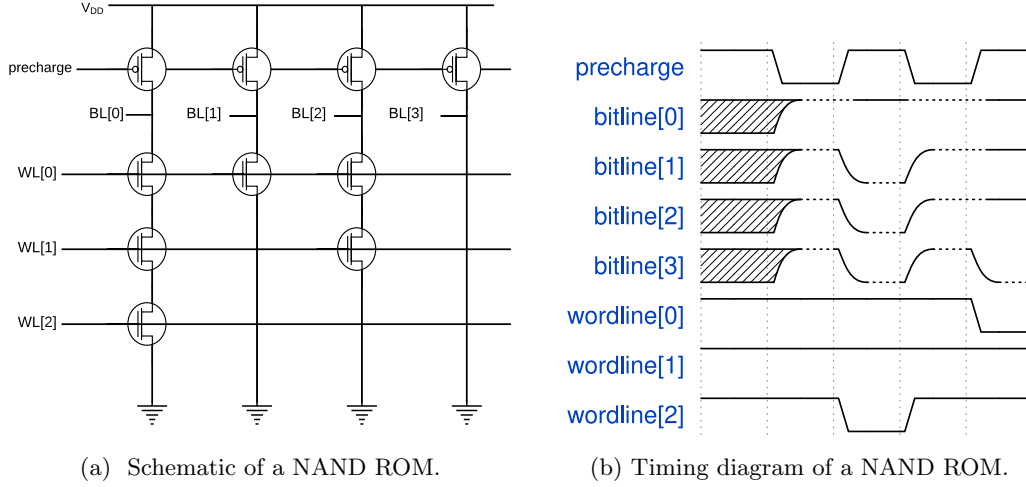 VDD
precharge
BL[0]
BL[1]
BL[2]
BL[3]
WL[0]
WL[1]
WL[2]
(a) Schematic of a NAND ROM.
precharge
bitline[0]
bitline[1]
bitline[2]
bitline[3]
wordline[0]
wordline[1]
wordline[2]
(b) Timing diagram of a NAND ROM.